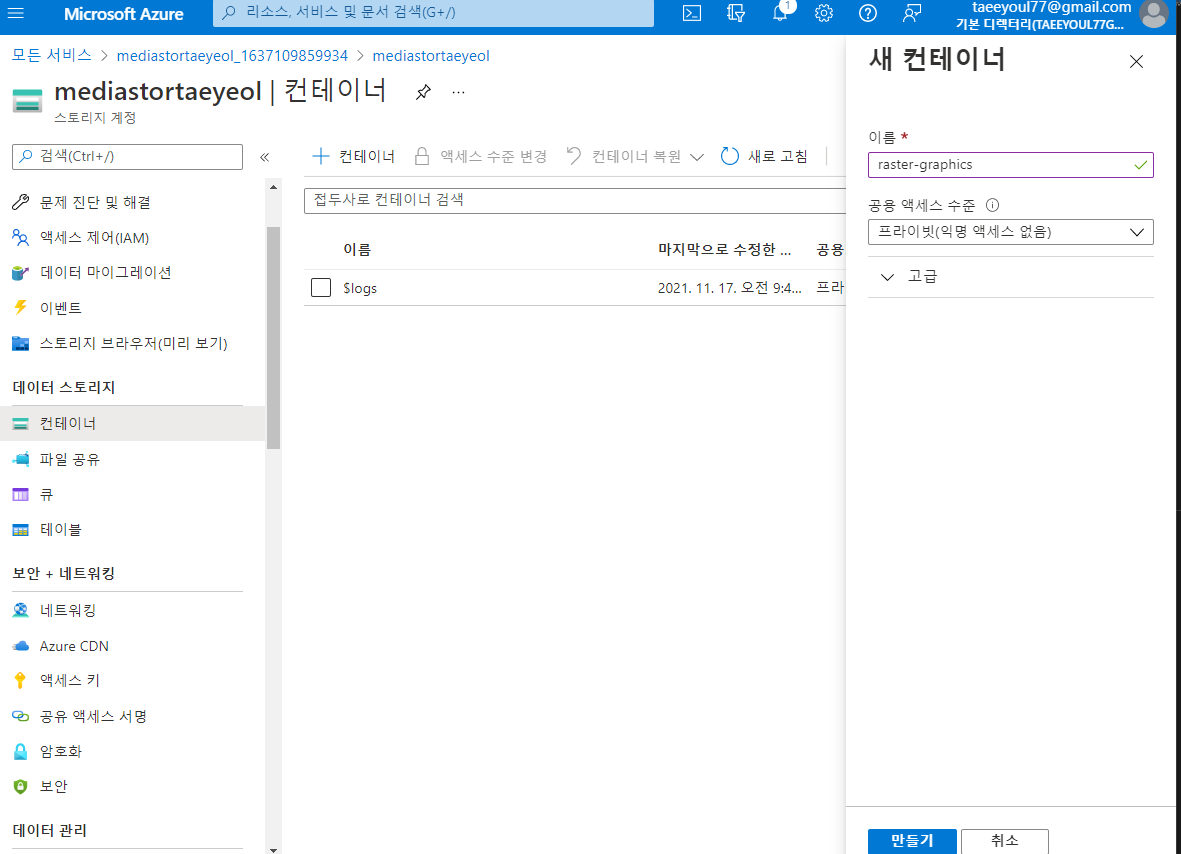 Microsoft Azure
리소스, 서비스 및 문서 검색(G+/)
1
taeeyoul77@gmail.com
기본 디렉터리(TAEEYOUL77G...
모든 서비스 > mediastortaeyeol_1637109859934 > mediastortaeyeol
mediastortaeyeol | 컨테이너 ...
스토리지 계정
검색(Ctrl+/) «
문제 진단 및 해결
액세스 제어(IAM)
데이터 마이그레이션
이벤트
스토리지 브라우저(미리 보기)
데이터 스토리지
컨테이너
파일 공유
큐
테이블
보안 + 네트워킹
네트워킹
Azure CDN
액세스 키
공유 액세스 서명
암호화
보안
데이터 관리
컨테이너 액세스 수준 변경 컨테이너 복원 새로 고침
접두사로 컨테이너 검색
이름 마지막으로 수정한 ... 공용
$logs 2021. 11. 17. 오전 9:4... 프라
새 컨테이너
이름 *
raster-graphics
공용 액세스 수준
프라이빗(익명 액세스 없음)
고급
만들기 취소